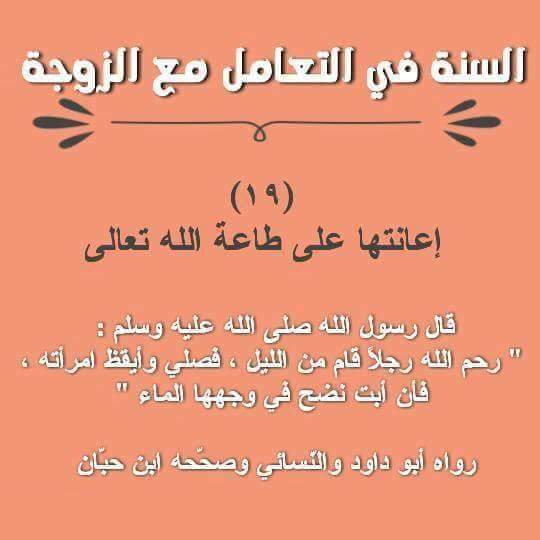 السنة في التعامل مع الزوجة
(١٩)
إعانتها على طاعة الله تعالى
قال رسول الله صلى الله عليه وسلم :
" رحم الله رجلاً قام من الليل ، فصلي وأيقظ امرأته ،
فأن أبت نضح في وجهها الماء "
رواه أبو داود والنّسائي وصحّحه ابن حبّان